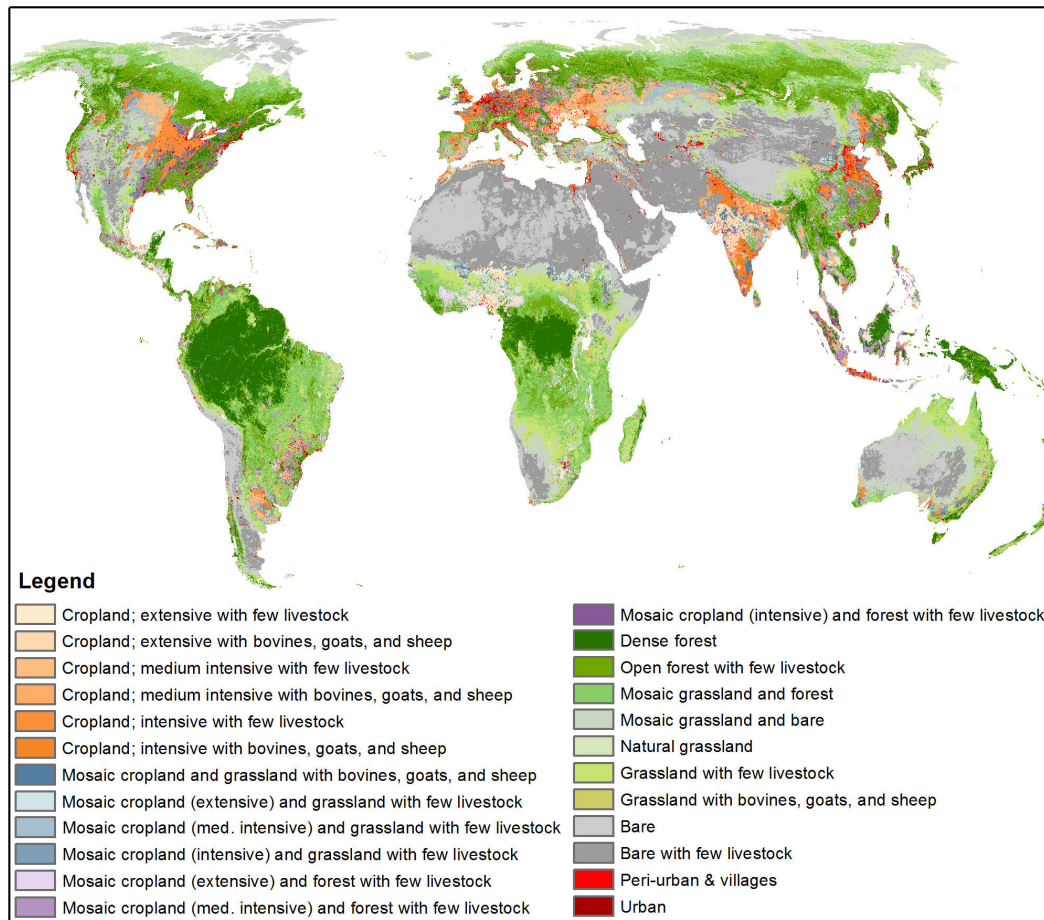 Legend
Cropland; extensive with few livestock
Cropland; extensive with bovines, goats, and sheep
Cropland; medium intensive with few livestock
Cropland; medium intensive with bovines, goats, and sheep
Cropland; intensive with few livestock
Cropland; intensive with bovines, goats, and sheep
Mosaic cropland and grassland with bovines, goats, and sheep
Mosaic cropland (extensive) and grassland with few livestock
Mosaic cropland (med. intensive) and grassland with few livestock
Mosaic cropland (intensive) and grassland with few livestock
Mosaic cropland (extensive) and forest with few livestock
Mosaic cropland (med. intensive) and forest with few livestock
Mosaic cropland (intensive) and forest with few livestock
Dense forest
Open forest with few livestock
Mosaic grassland and forest
Mosaic grassland and bare
Natural grassland
Grassland with few livestock
Grassland with bovines, goats, and sheep
Bare
Bare with few livestock
Peri-urban & villages
Urban